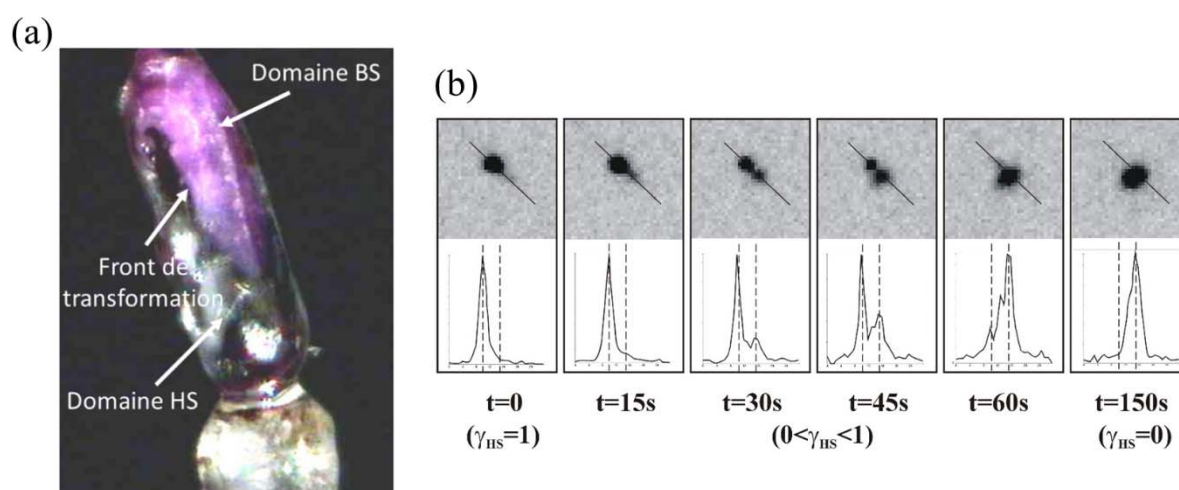 (a)
Domaine BS
Front de
transformation
Domaine HS
(b)
t=0
(γHS=1)
t=15s
t=30s
t=45s
(0<γHS<1)
t=60s
t=150s
(γHS=0)